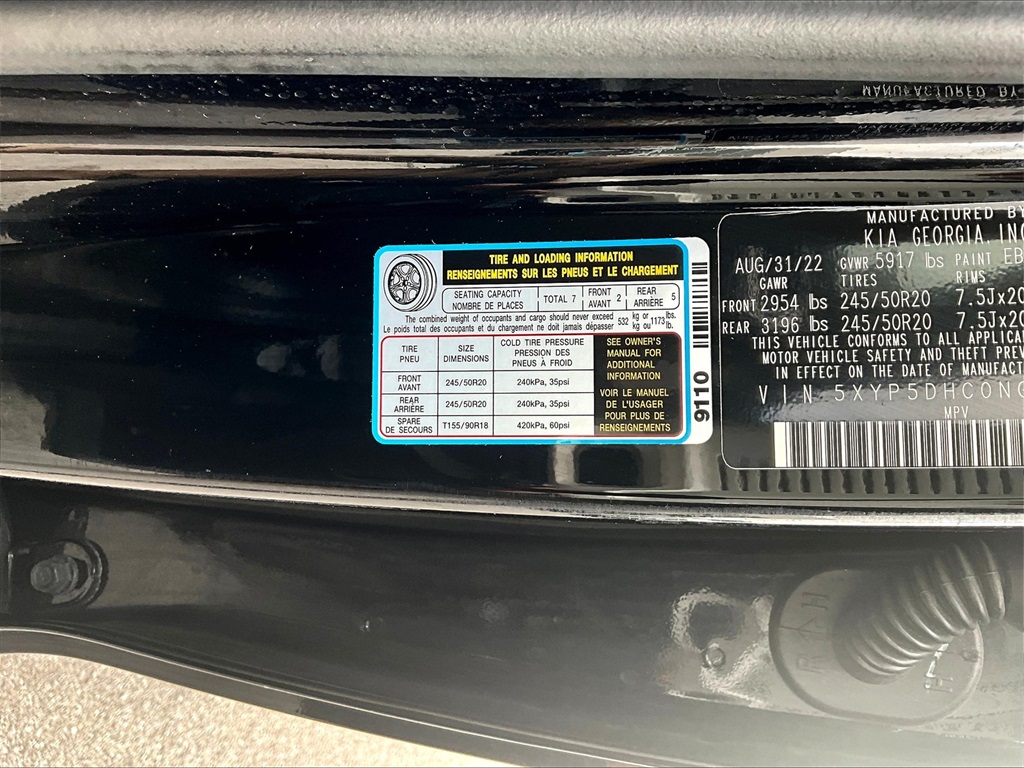 TIRE AND LOADING INFORMATION
RENSEIGNEMENTS SUR LES PNEUS ET LE CHARGEMENT
SEATING CAPACITY
NOMBRE DE PLACES
TOTAL 7
FRONT
AVANT
2
REAR
ARRIÈRE
5
The combined weight of occupants and cargo should never exceed 532 kg or 1173 lbs.
Le poids total des occupants et du chargement ne doit jamais dépasser 532 kg ou 1173 lb.
TIRE
PNEU
SIZE
DIMENSIONS
COLD TIRE PRESSURE
PRESSION DES
PNEUS À FROID
FRONT
AVANT
245/50R20
240kPa, 35psi
REAR
ARRIÈRE
245/50R20
240kPa, 35psi
SPARE
DE SECOURS
T155/90R18
420kPa, 60psi
SEE OWNER'S
MANUAL FOR
ADDITIONAL
INFORMATION
VOIR LE MANUEL
DE L'USAGER
POUR PLUS DE
RENSEIGNEMENTS
9110
MANUFACTURED BY
KIA GEORGIA, INC
AUG/31/22 GVWR 5917 lbs PAINT EB
GAWR TIRES RIMS
FRONT 2954 lbs 245/50R20 7.5Jx20
REAR 3196 lbs 245/50R20 7.5Jx20
THIS VEHICLE CONFORMS TO ALL APPLICA
MOTOR VEHICLE SAFETY AND THEFT PREV
IN EFFECT ON THE DATE OF MANUFACT
VIN 5XYP5DHC0N
MPV